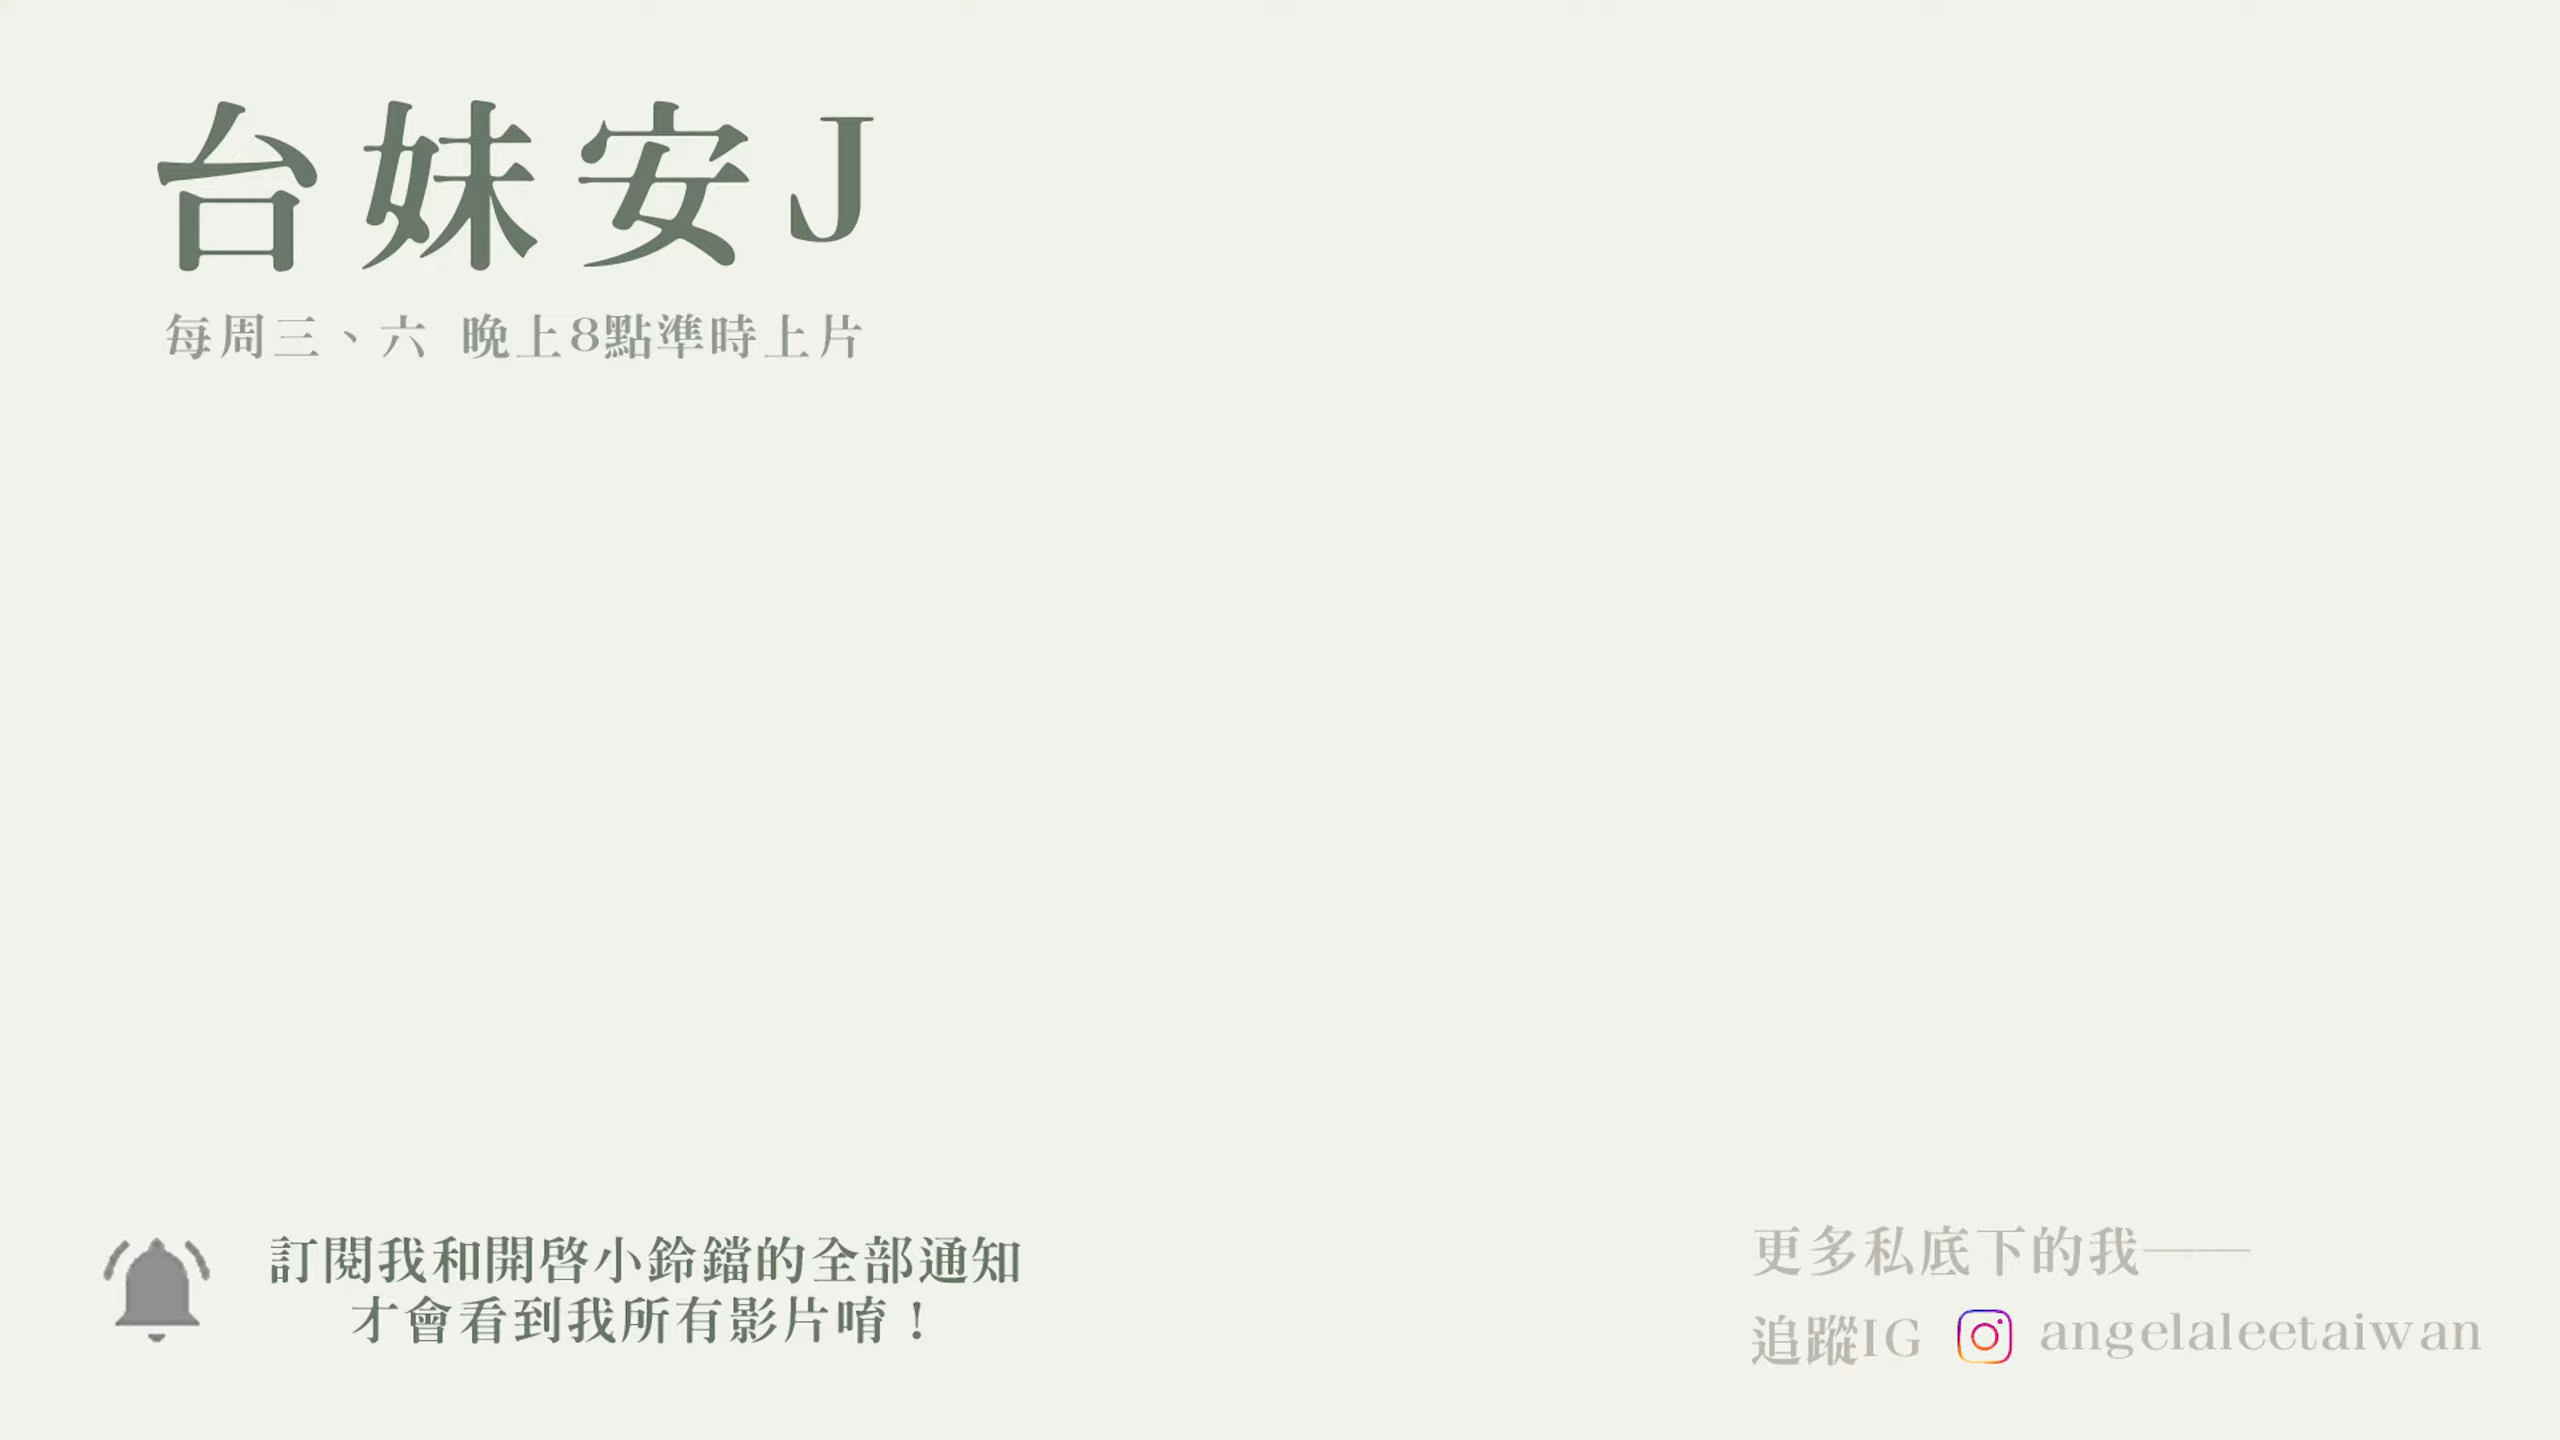 台妹安J
每周三、六 晚上8點準時上片
訂閱我和開啓小鈴鐺的全部通知
才會看到我所有影片唷！
更多私底下的我——
追蹤IG angelaleetaiwan